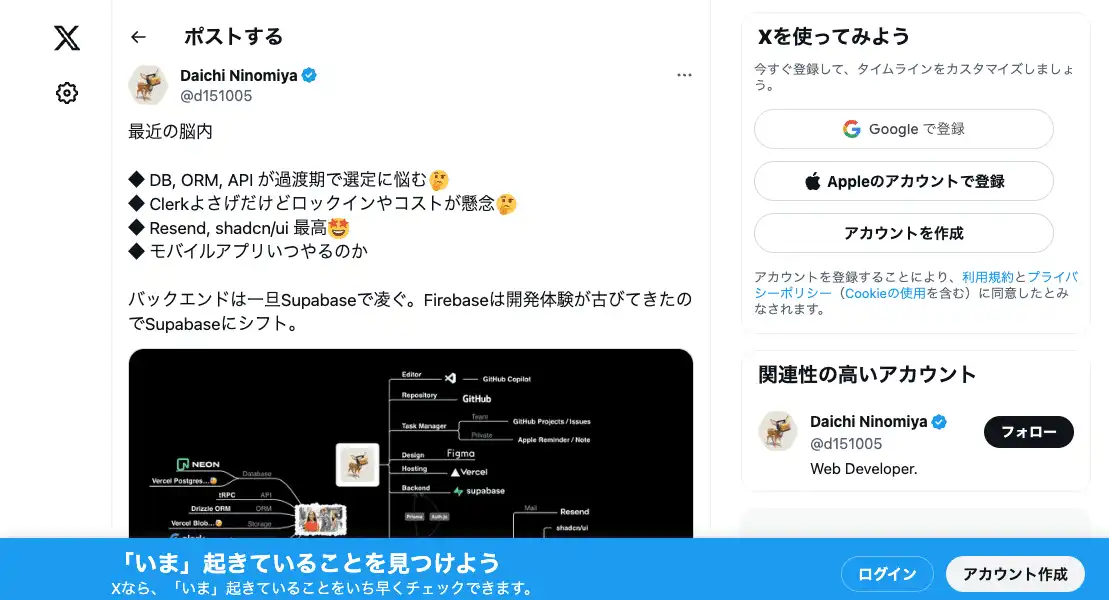 ポストする
Daichi Ninomiya
@d151005
最近の脳内
◆ DB, ORM, API が過渡期で選定に悩む🤔
◆ Clerkよさげだけどロックインやコストが懸念🤔
◆ Resend, shadcn/ui 最高🤩
◆ モバイルアプリいつやるのか
バックエンドは一旦Supabaseで凌ぐ。Firebaseは開発体験が古びてきたの
でSupabaseにシフト。
Editor
GitHub Copilot
Repository
GitHub
Task Manager
Team
GitHub Projects / Issues
Private
Apple Reminder / Note
Design
Figma
Hosting
Vercel
Backend
supabase
Prisma
Auth.js
NEON
Database
Vercel Postgres...🥺
tRPC
API
Drizzle ORM
ORM
Vercel Blob...🥺
Storage
Mail
Resend
shadcn/ui
Xを使ってみよう
今すぐ登録して、タイムラインをカスタマイズしましょ
う。
Google で登録
Appleのアカウントで登録
アカウントを作成
アカウントを登録することにより、利用規約とプライバ
シーポリシー（Cookieの使用を含む）に同意したとみ
なされます。
関連性の高いアカウント
Daichi Ninomiya
@d151005
フォロー
Web Developer.
「いま」起きていることを見つけよう
Xなら、「いま」起きていることをいち早くチェックできます。
ログイン
アカウント作成